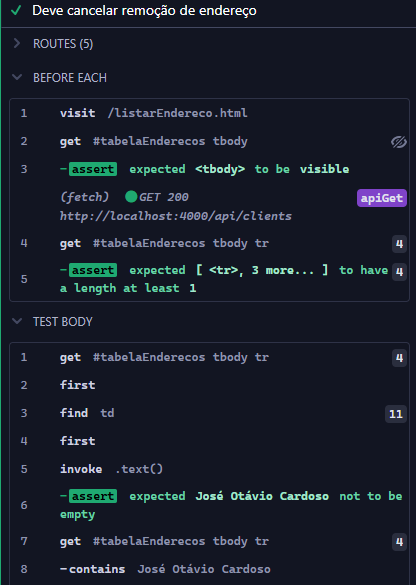 Deve cancelar remoção de endereço
ROUTES (5)
BEFORE EACH
1 visit /listarEndereco.html
2 get #tabelaEnderecos tbody
3 -assert expected <tbody> to be visible
(fetch) GET 200 apiGet
http://localhost:4000/api/clients
4 get #tabelaEnderecos tbody tr 4
5 -assert expected [ <tr>, 3 more... ] to have 4
a length at least 1
TEST BODY
1 get #tabelaEnderecos tbody tr 4
2 first
3 find td 11
4 first
5 invoke .text()
6 -assert expected José Otávio Cardoso not to be
empty
7 get #tabelaEnderecos tbody tr 4
8 -contains José Otávio Cardoso